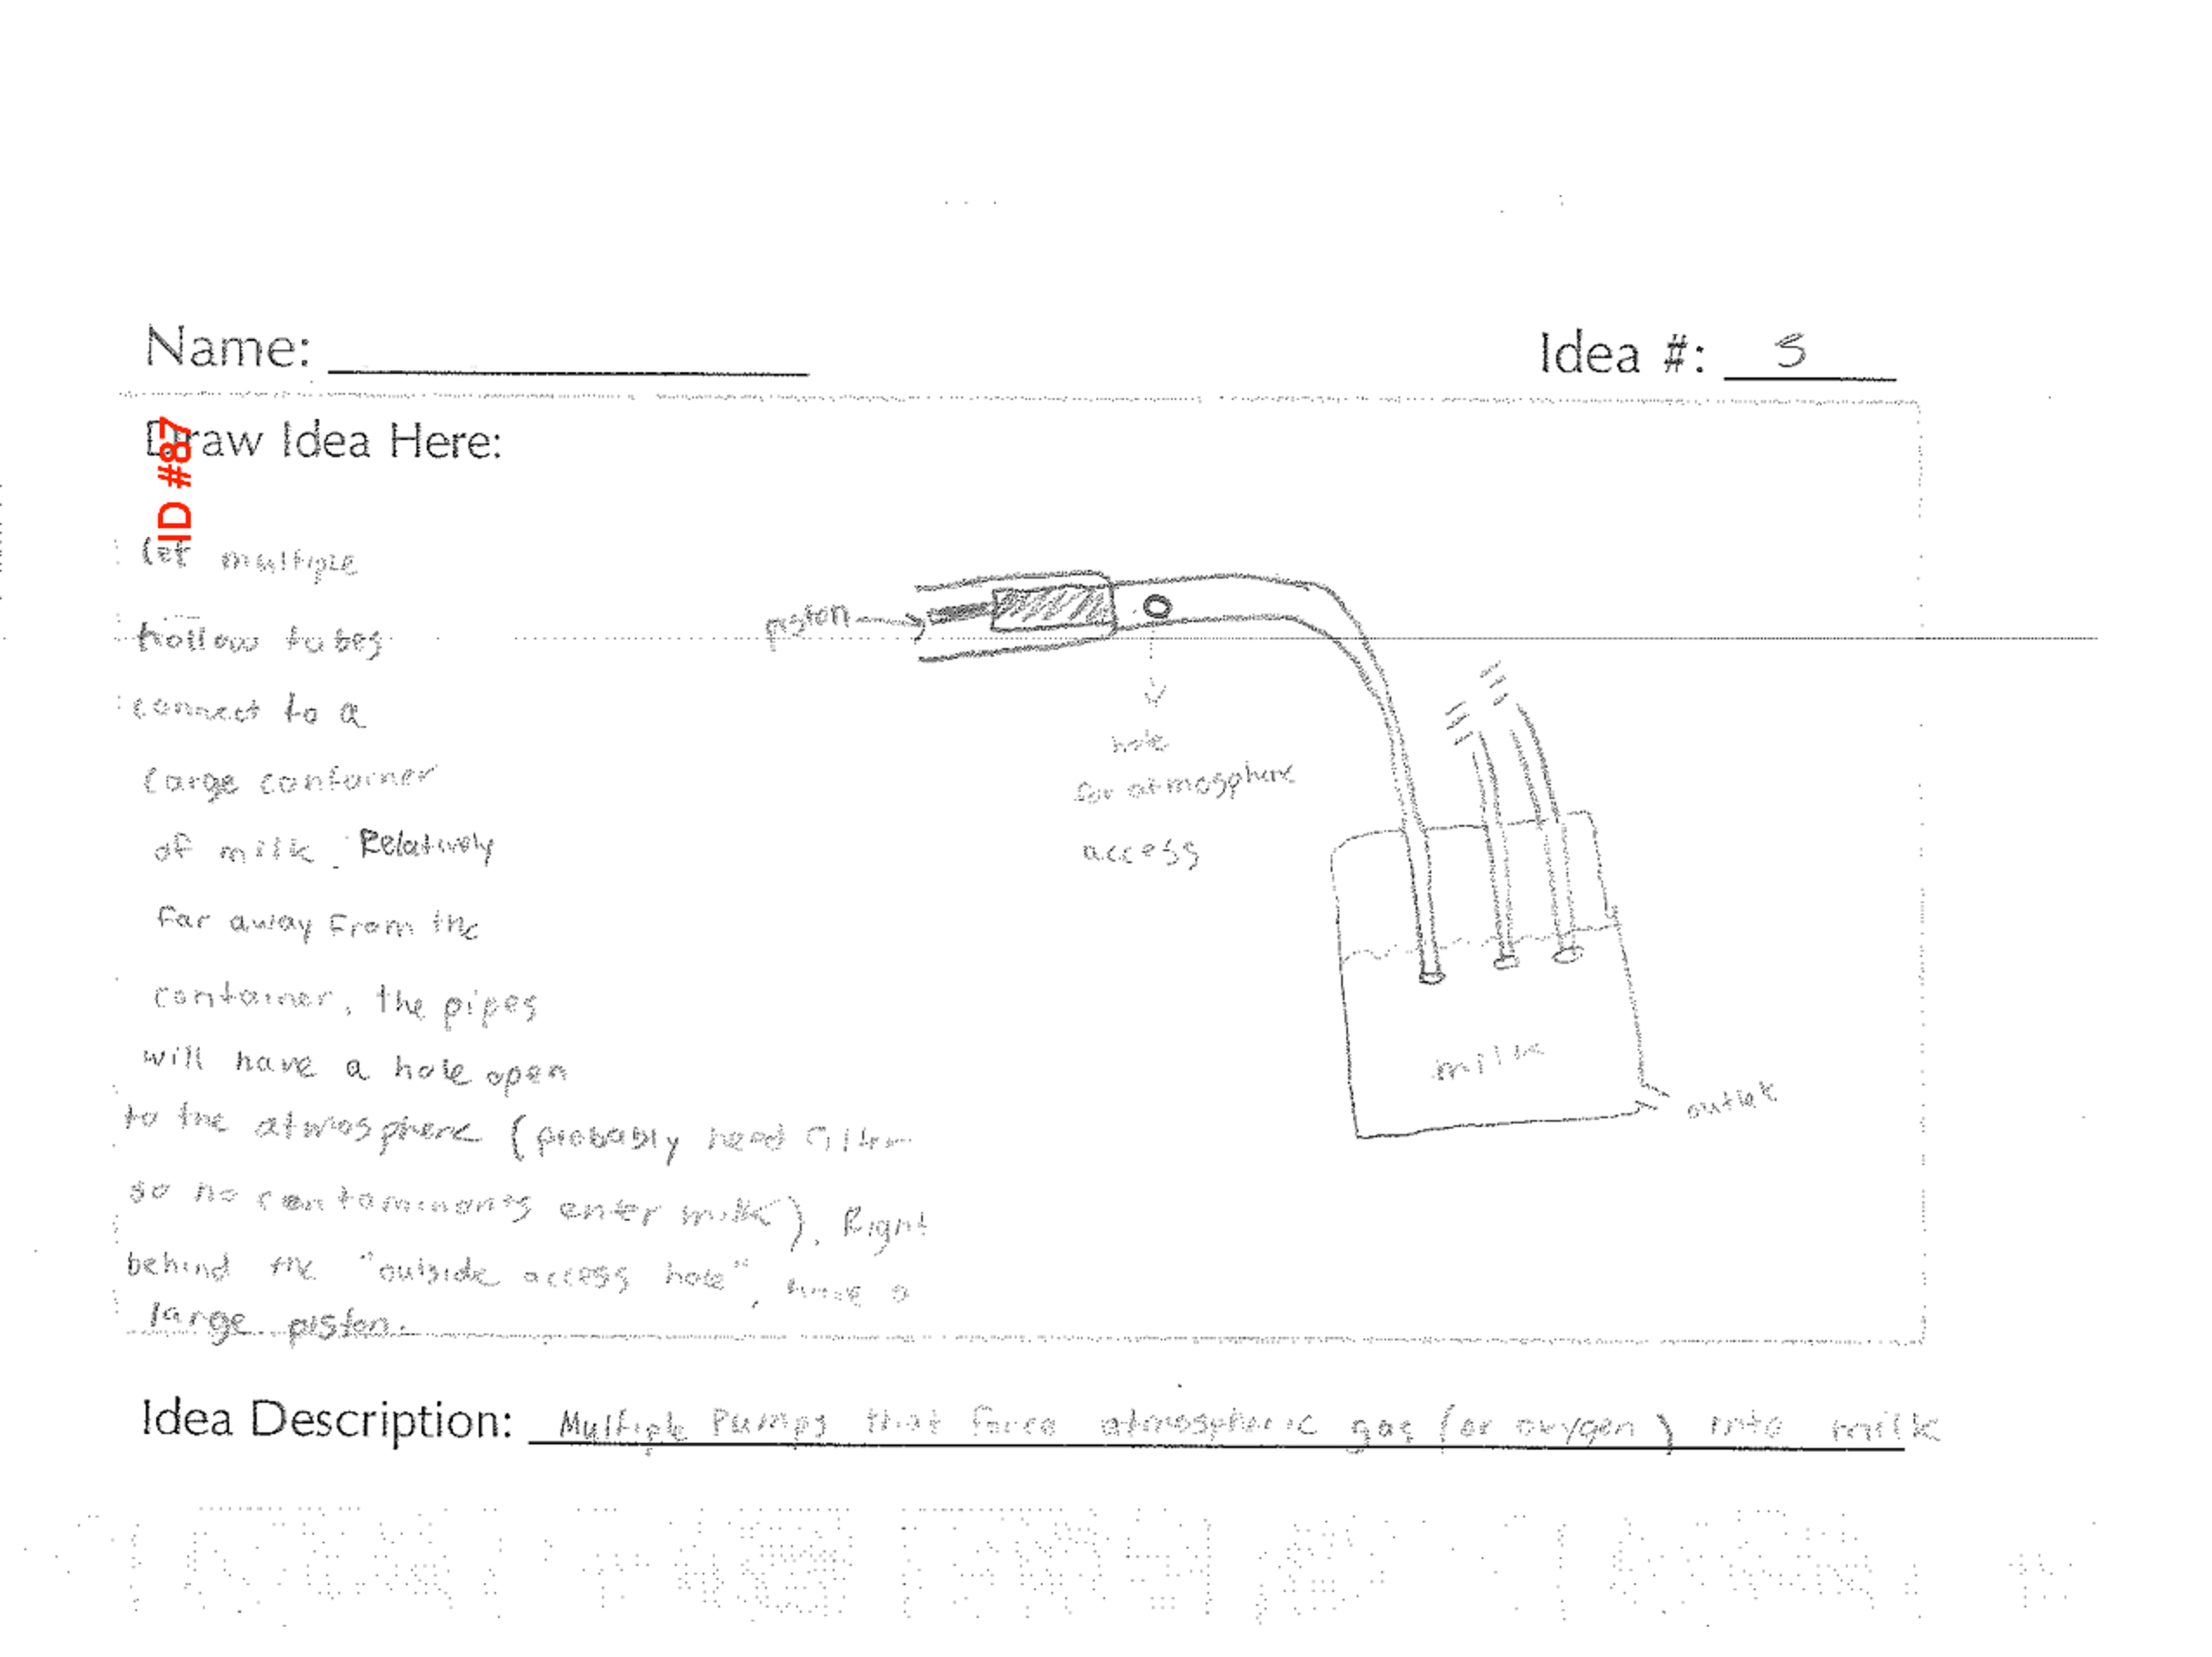 Name:
Idea #: 5
Draw Idea Here:
ID #87
let multiple
hollow tubes
connect to a
large container
of milk. Relatively
far away from the
container, the pipes
will have a hole open
to the atmosphere (probably need filter
so no contaminants enter milk). Right
behind the "outside access hole", have a
large piston.
piston
hole
for atmosphere
access
milk
outlet
Idea Description: Multiple Pumps that force atmospheric gas (or oxygen) into milk